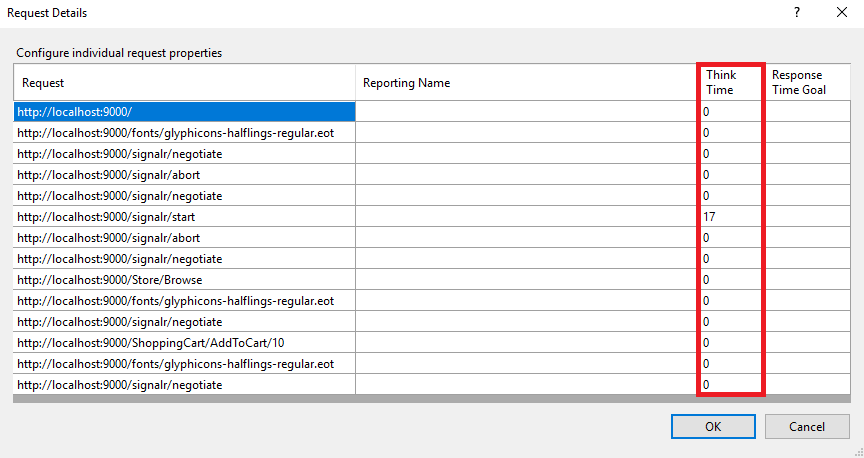 Request Details
?
Configure individual request properties
Request Reporting Name Think Time Response Time Goal
http://localhost:9000/ 0
http://localhost:9000/fonts/glyphicons-halflings-regular.eot 0
http://localhost:9000/signalr/negotiate 0
http://localhost:9000/signalr/abort 0
http://localhost:9000/signalr/negotiate 0
http://localhost:9000/signalr/start 17
http://localhost:9000/signalr/abort 0
http://localhost:9000/signalr/negotiate 0
http://localhost:9000/Store/Browse 0
http://localhost:9000/fonts/glyphicons-halflings-regular.eot 0
http://localhost:9000/signalr/negotiate 0
http://localhost:9000/ShoppingCart/AddToCart/10 0
http://localhost:9000/fonts/glyphicons-halflings-regular.eot 0
http://localhost:9000/signalr/negotiate 0
OK Cancel